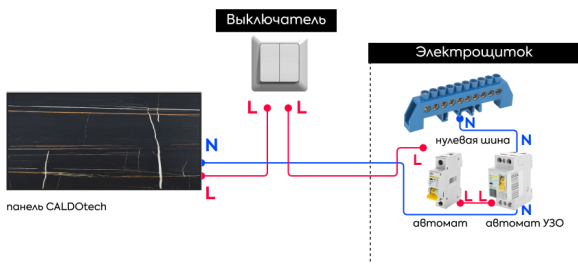 Выключатель
Электрощиток
L L
N
нулевая шина
N
L
N
L
L L
N
автомат
автомат УЗО
панель CALDOtech